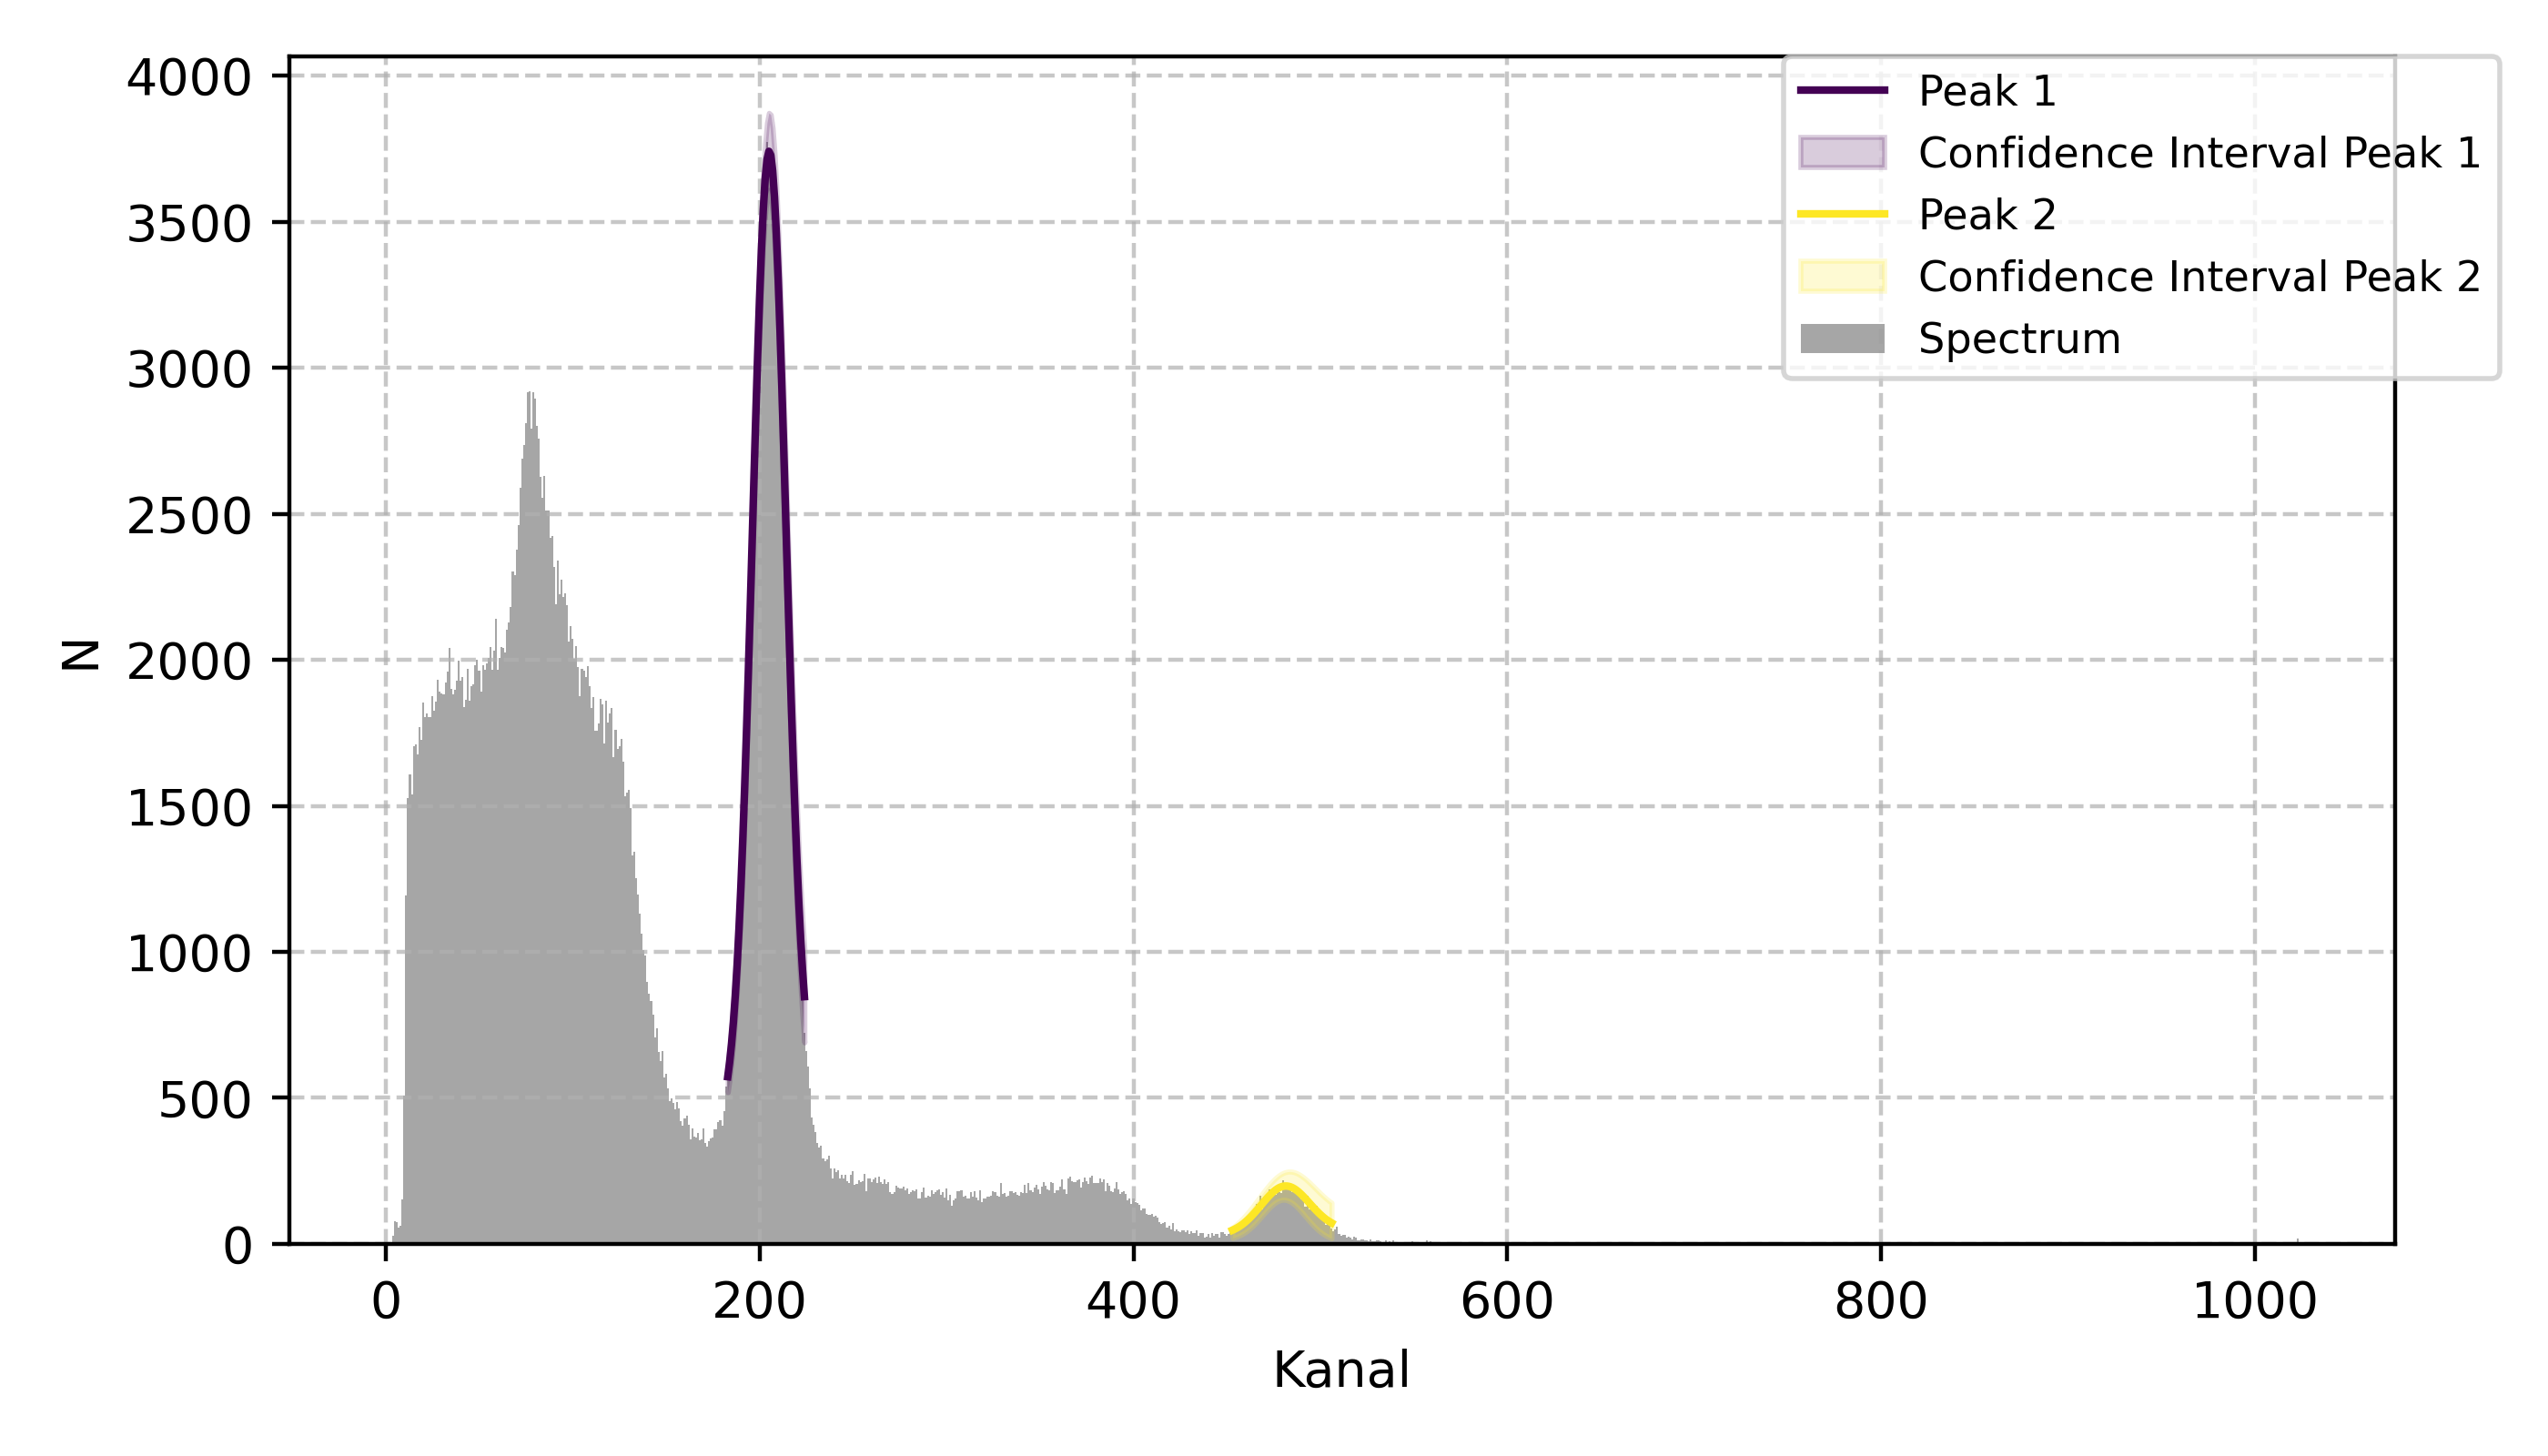 4000
3500
3000
2500
2000
1500
1000
500
0
N
0 200 400 600 800 1000
Kanal
Peak 1
Confidence Interval Peak 1
Peak 2
Confidence Interval Peak 2
Spectrum